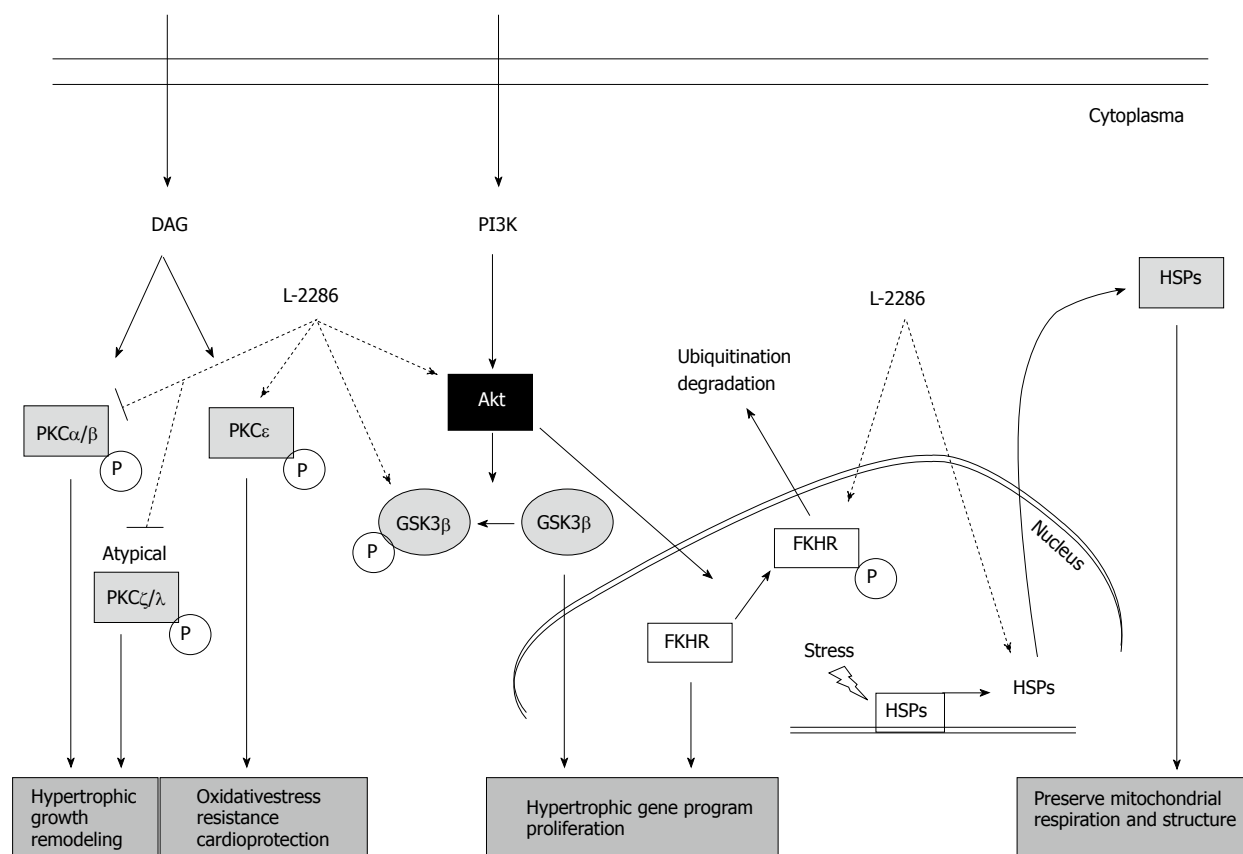 Cytoplasma
DAG
PI3K
L-2286
L-2286
HSPs
Ubiquitination
degradation
Akt
PKCα/β
P
PKCε
P
GSK3β
P
GSK3β
FKHR
P
Nucleus
Atypical
PKCζ/λ
P
FKHR
Stress
HSPs
HSPs
Hypertrophic
growth
remodeling
Oxidativestress
resistance
cardioprotection
Hypertrophic gene program
proliferation
Preserve mitochondrial
respiration and structure